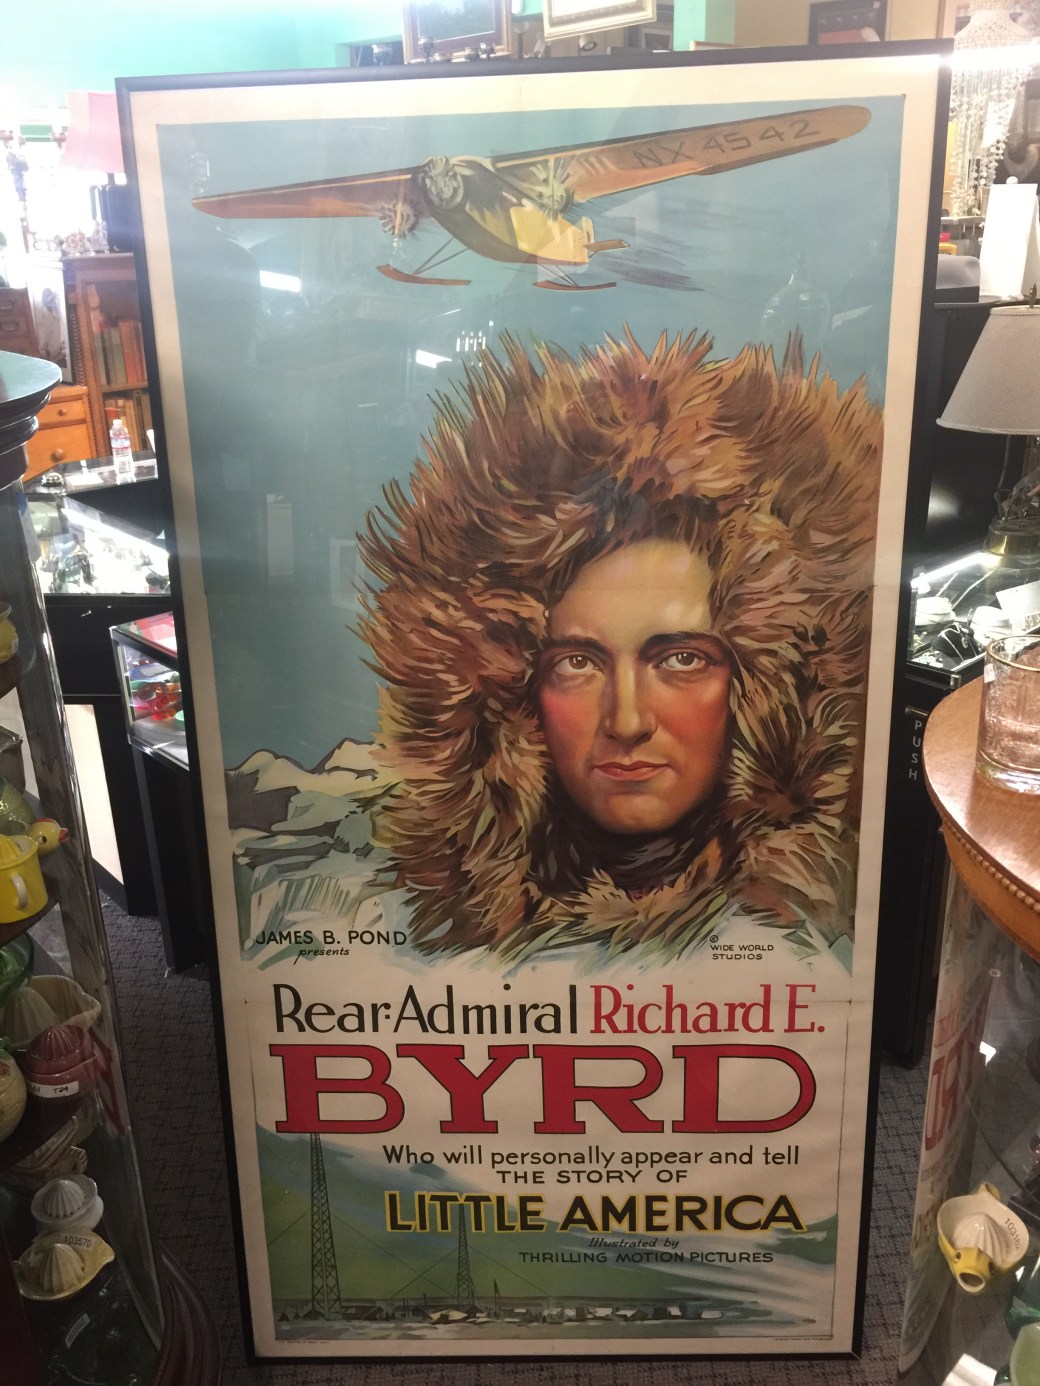 NX 4542
JAMES B. POND
presents
© WIDE WORLD
STUDIOS
Rear-Admiral Richard E.
BYRD
Who will personally appear and tell
THE STORY OF
LITTLE AMERICA
Illustrated by
THRILLING MOTION PICTURES
PUSH
103570